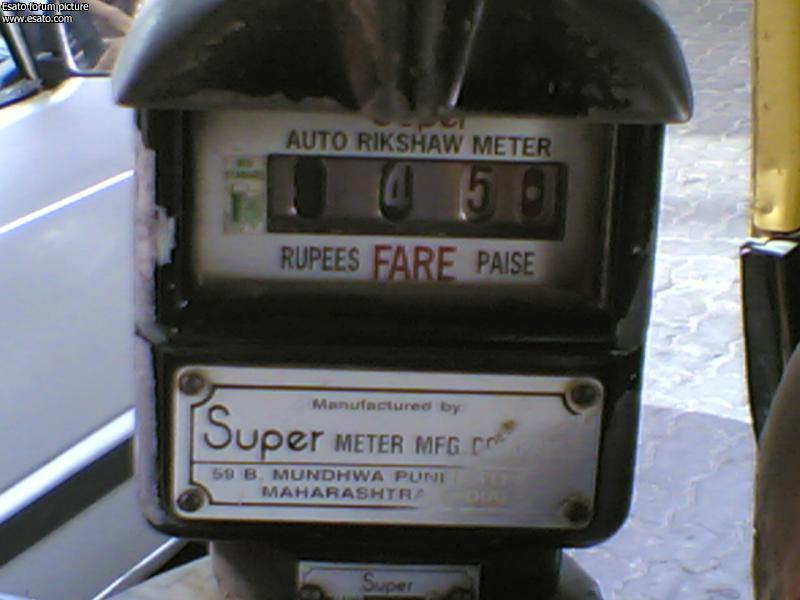 Esato forum picture
www.esato.com
Super
AUTO RIKSHAW METER
4 5 0
RUPEES FARE PAISE
Manufactured by
Super METER MFG.
59 B. MUNDHWA
MAHARASHTRA
Super